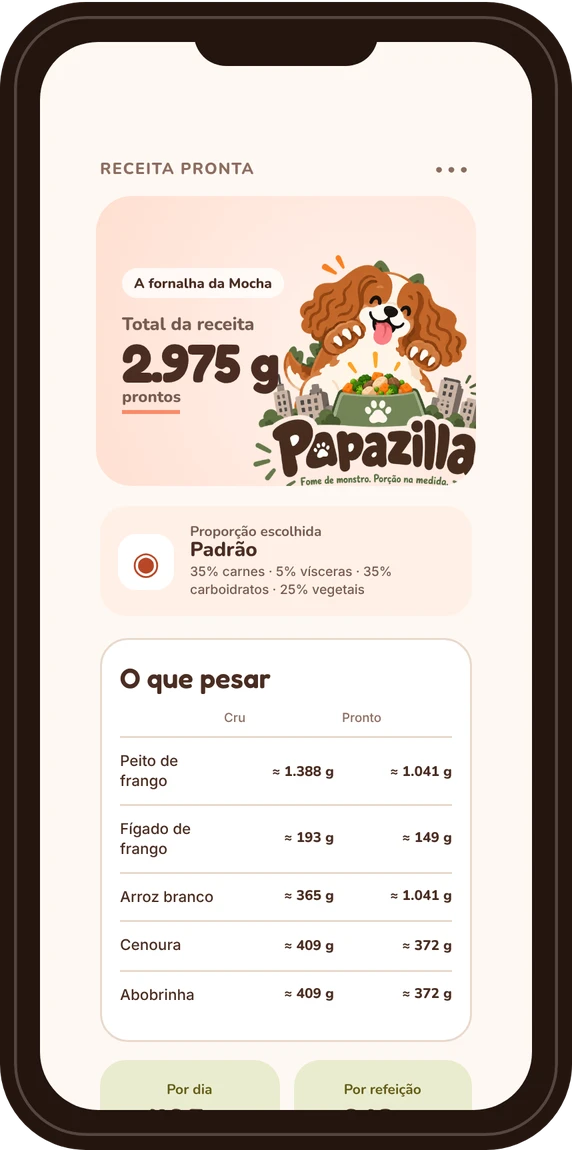 RECEITA PRONTA
A fornalha da Mocha
Total da receita
2.975 g
prontos
Papazilla
Fome de monstro. Porção na medida.
Proporção escolhida
Padrão
35% carnes · 5% vísceras · 35%
carboidratos · 25% vegetais
O que pesar
Cru Pronto
Peito de
frango
≈ 1.388 g ≈ 1.041 g
Fígado de
frango
≈ 193 g ≈ 149 g
Arroz branco ≈ 365 g ≈ 1.041 g
Cenoura ≈ 409 g ≈ 372 g
Abobrinha ≈ 409 g ≈ 372 g
Por dia Por refeição